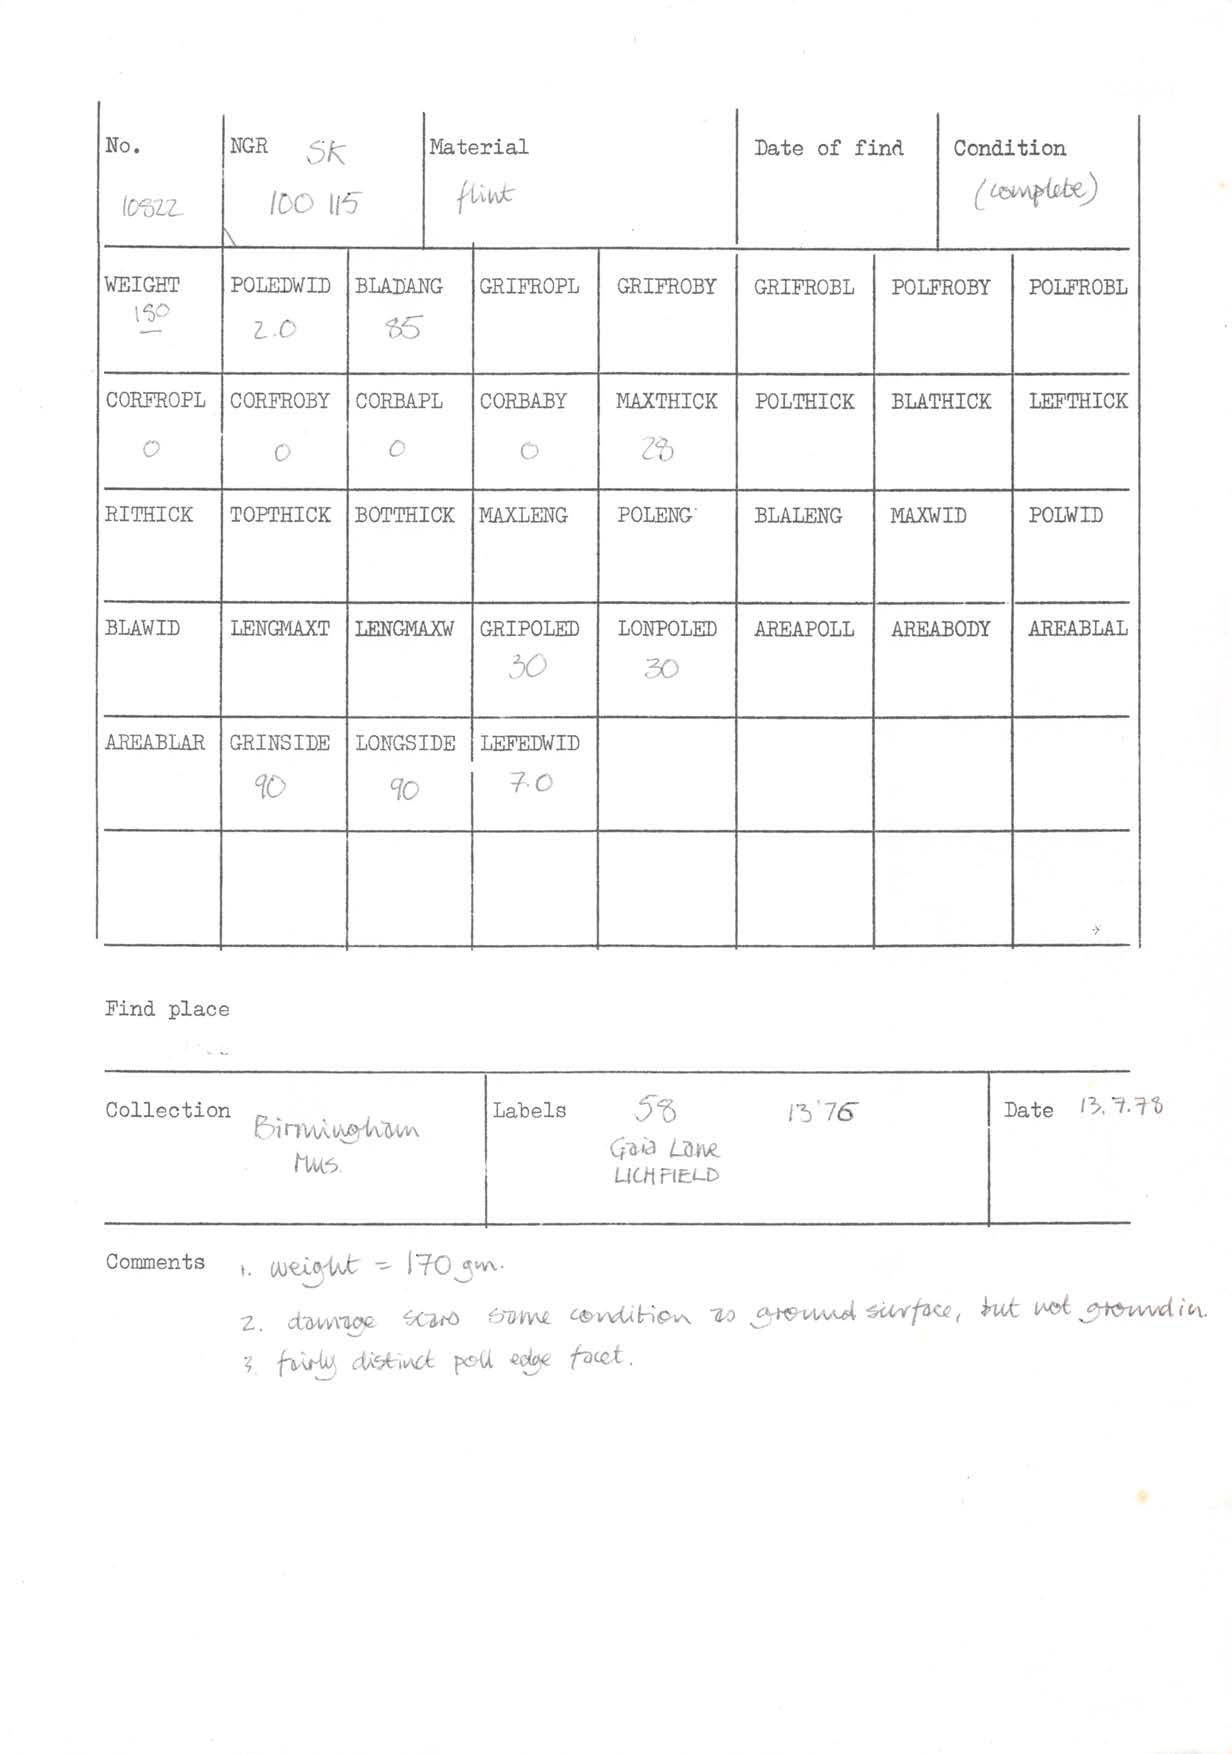 No. NGR SK Material Date of find Condition
10822 100 115 flint (complete)
WEIGHT POLEDWID BLADANG GRIFROPL GRIFROBY GRIFROBL POLFROBY POLFROBL
180 2.0 85
CORFROPL CORFROBY CORBAPL CORBABY MAXTHICK POLTHICK BLATHICK LEFTHICK
0 0 0 0 28
RITHICK TOPTHICK BOTTHICK MAXLENG POLENG BLALENG MAXWID POLWID
BLAWID LENGMAXT LENGMAXW GRIPOLED LONPOLED AREAPOLL AREABODY AREABLAL
30 30
AREABLAR GRINSIDE LONGSIDE LEFEDWID
90 90 7.0
Find place
Collection Birmingham Labels 58 13'76 Date 13.7.78
Mus. Gaia Lane
LICHFIELD
Comments 1. weight = 170 gm.
2. damage scars same condition as ground surface, but not ground in.
3. fairly distinct poll edge facet.